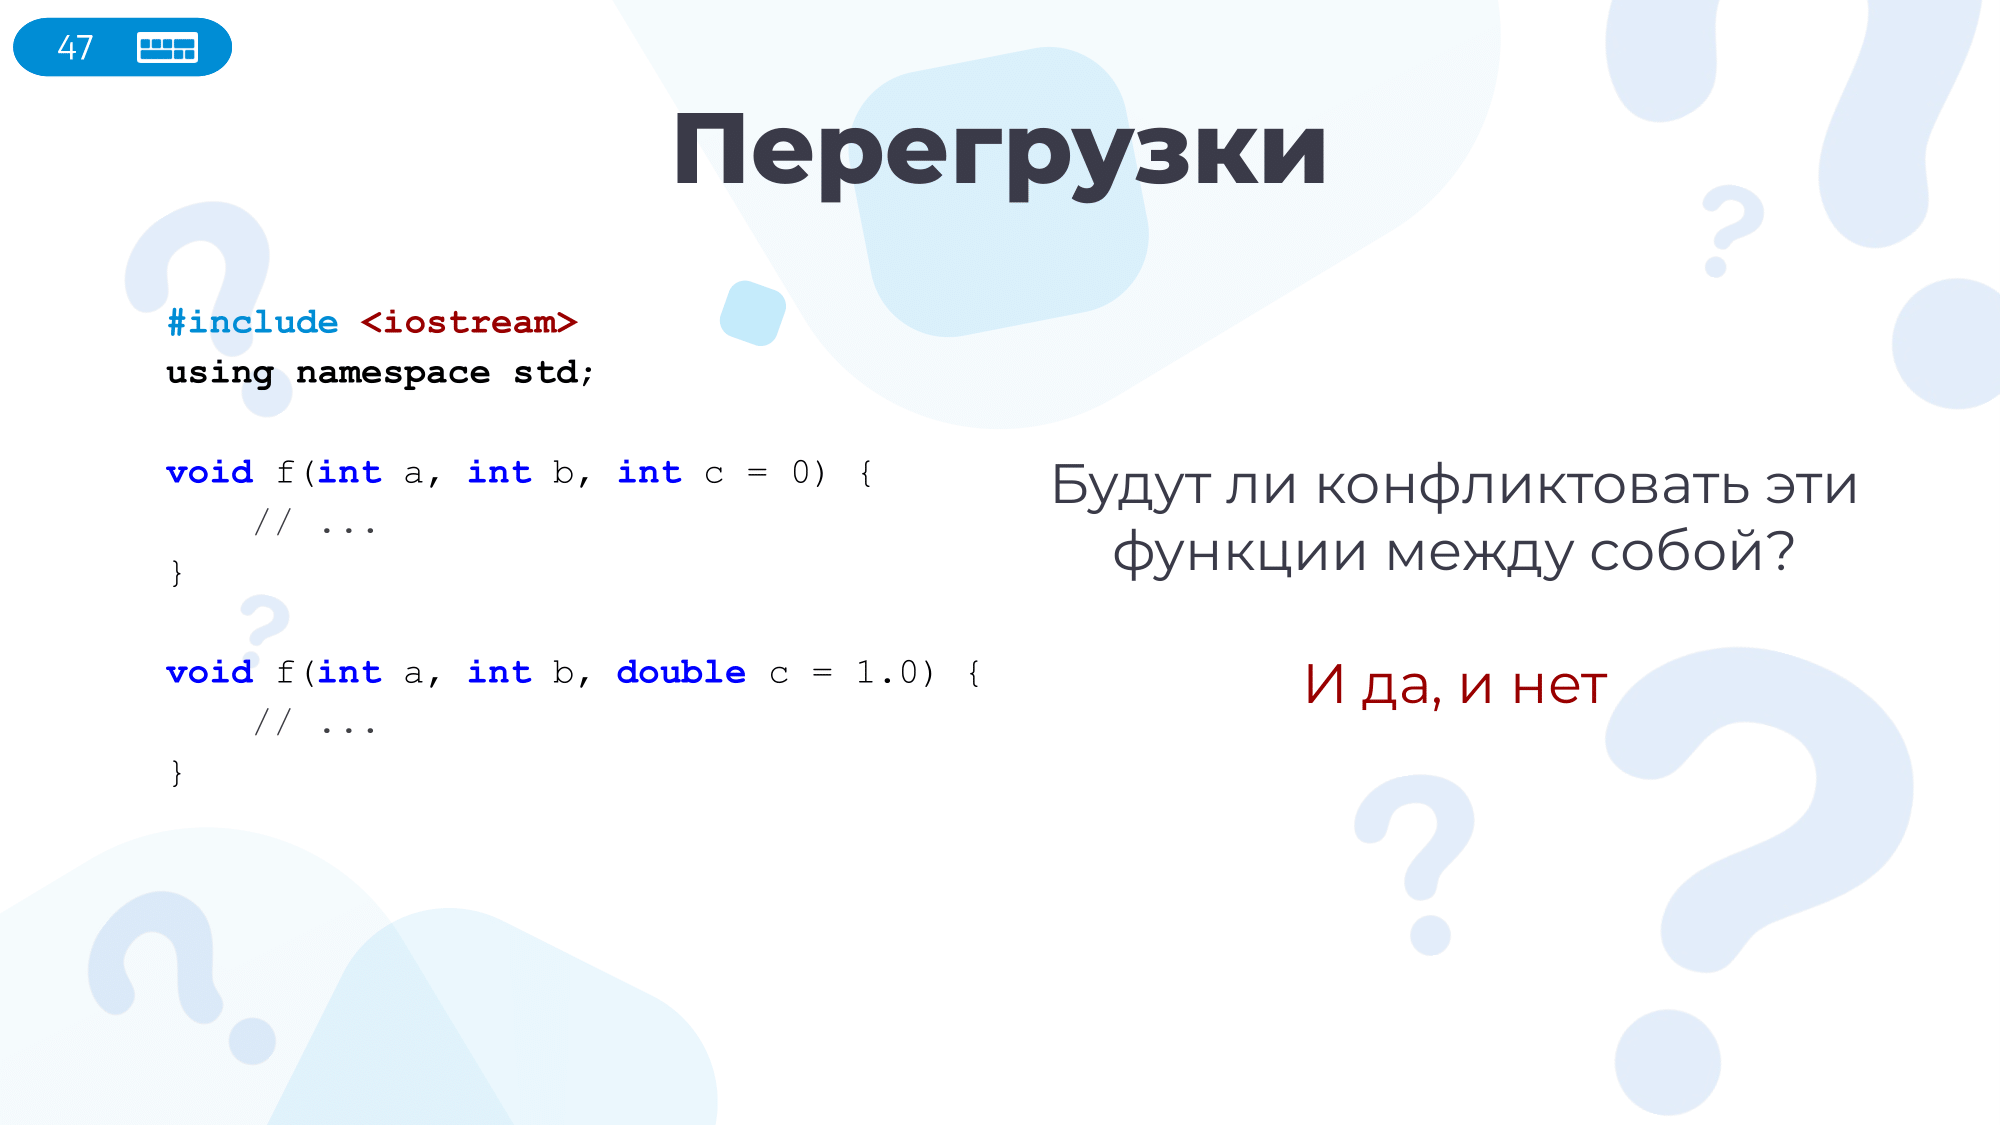 47
Перегрузки
#include <iostream>
using namespace std;
void f(int a, int b, int c = 0) {
    // ...
}
void f(int a, int b, double c = 1.0) {
    // ...
}
Будут ли конфликтовать эти
функции между собой?
И да, и нет